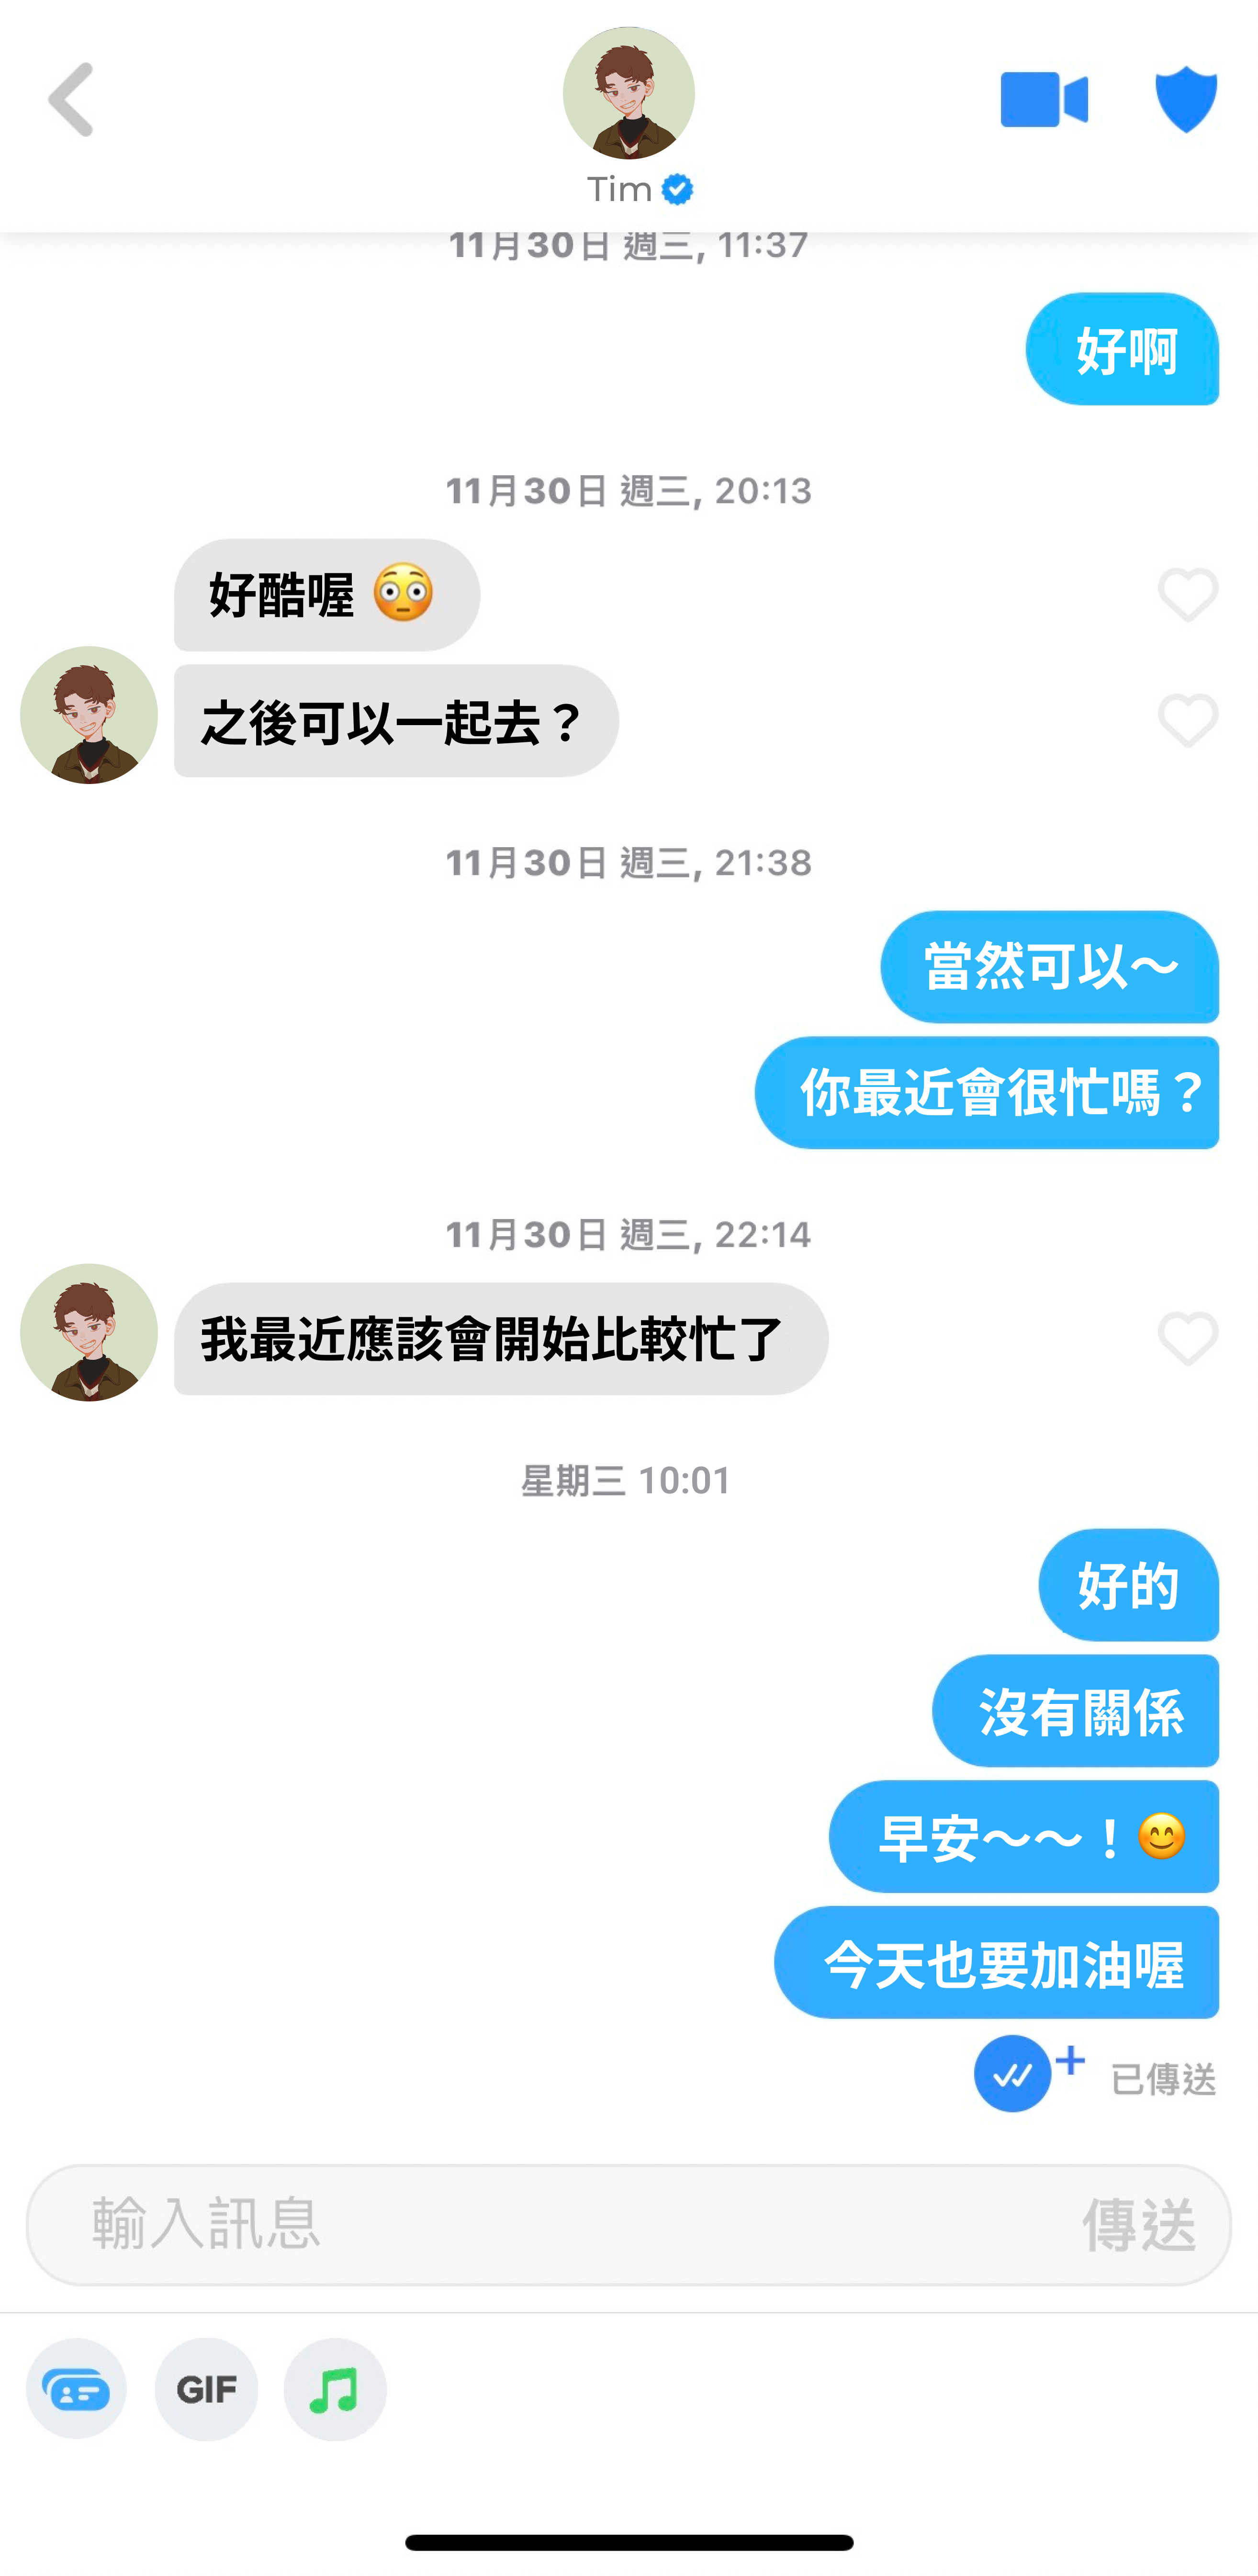 Tim
11月30日 週三, 11:37
好啊
11月30日 週三, 20:13
好酷喔 😳
之後可以一起去？
11月30日 週三, 21:38
當然可以～
你最近會很忙嗎？
11月30日 週三, 22:14
我最近應該會開始比較忙了
星期三 10:01
好的
沒有關係
早安～～！😊
今天也要加油喔
已傳送
輸入訊息 傳送
GIF